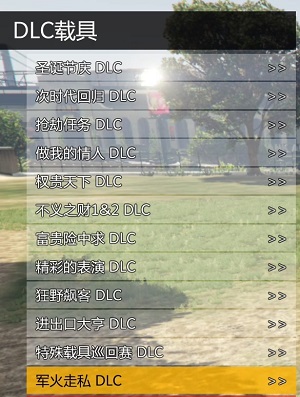 DLC载具
圣诞节庆 DLC >>
次时代回归 DLC >>
抢劫任务 DLC >>
做我的情人 DLC >>
权贵天下 DLC >>
不义之财1&2 DLC >>
富贵险中求 DLC >>
精彩的表演 DLC >>
狂野飙客 DLC >>
进出口大亨 DLC >>
特殊载具巡回赛 DLC >>
军火走私 DLC >>